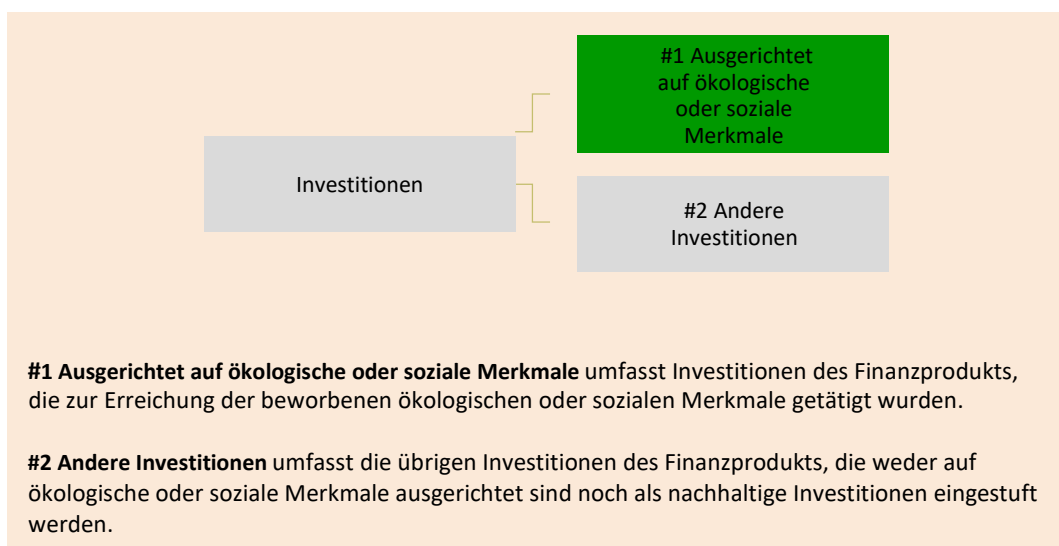 #1 Ausgerichtet
auf ökologische
oder soziale
Merkmale
Investitionen
#2 Andere
Investitionen
#1 Ausgerichtet auf ökologische oder soziale Merkmale umfasst Investitionen des Finanzprodukts,
die zur Erreichung der beworbenen ökologischen oder sozialen Merkmale getätigt wurden.
#2 Andere Investitionen umfasst die übrigen Investitionen des Finanzprodukts, die weder auf
ökologische oder soziale Merkmale ausgerichtet sind noch als nachhaltige Investitionen eingestuft
werden.